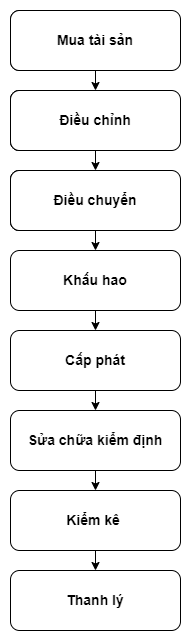 Mua tài sản
Điều chỉnh
Điều chuyển
Khấu hao
Cấp phát
Sửa chữa kiểm định
Kiểm kê
Thanh lý